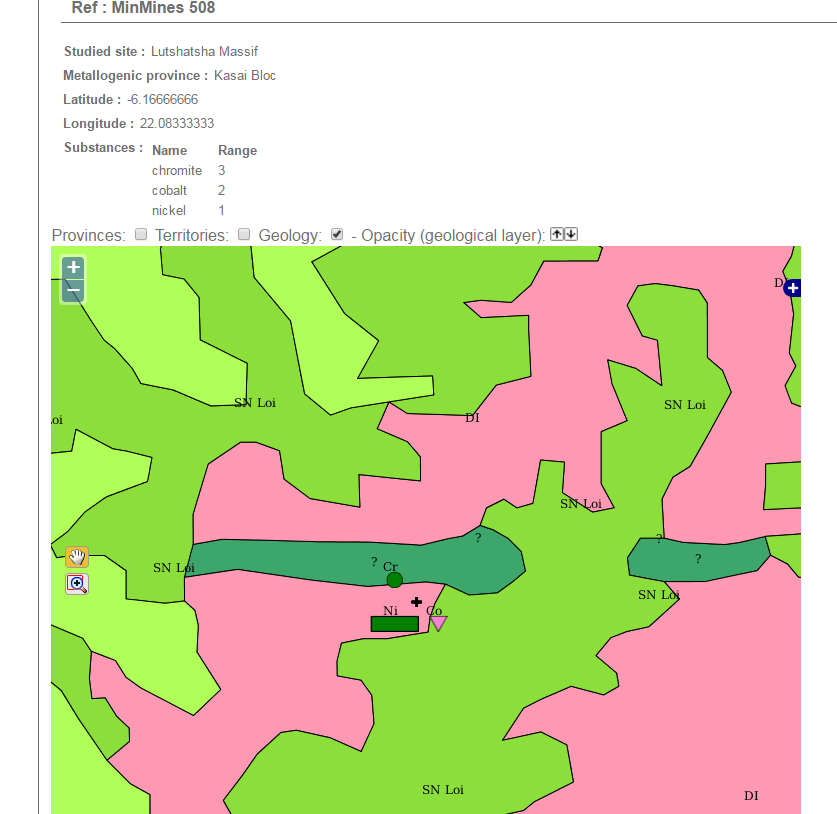 Ref : MinMines 508
Studied site : Lutshatsha Massif
Metallogenic province : Kasai Bloc
Latitude : -6.16666666
Longitude : 22.08333333
Substances : Name Range
chromite 3
cobalt 2
nickel 1
Provinces: Territories: Geology: - Opacity (geological layer):
+
−
+
SN Loi
SN Loi
oi
DI
SN Loi
?
?
?
Cr
?
SN Loi
SN Loi
Ni
Co
SN Loi
DI